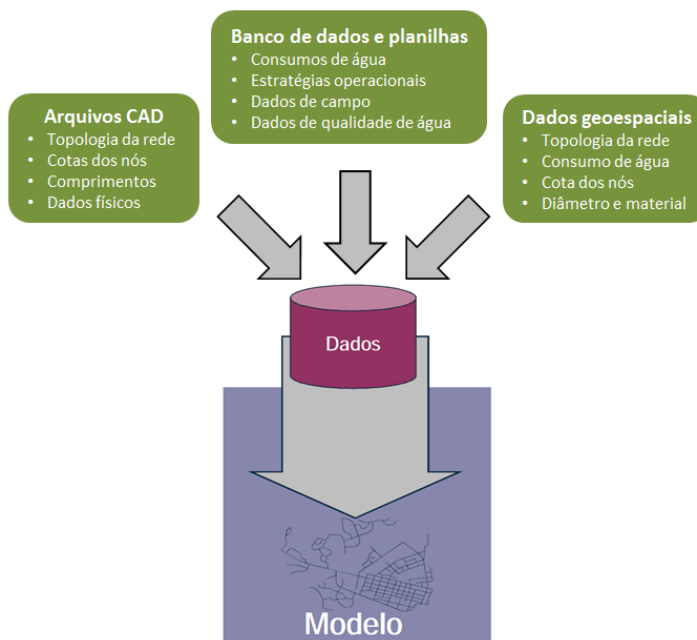 Banco de dados e planilhas
• Consumos de água
• Estratégias operacionais
• Dados de campo
• Dados de qualidade de água
Arquivos CAD
• Topologia da rede
• Cotas dos nós
• Comprimentos
• Dados físicos
Dados geoespaciais
• Topologia da rede
• Consumo de água
• Cota dos nós
• Diâmetro e material
Dados
Modelo